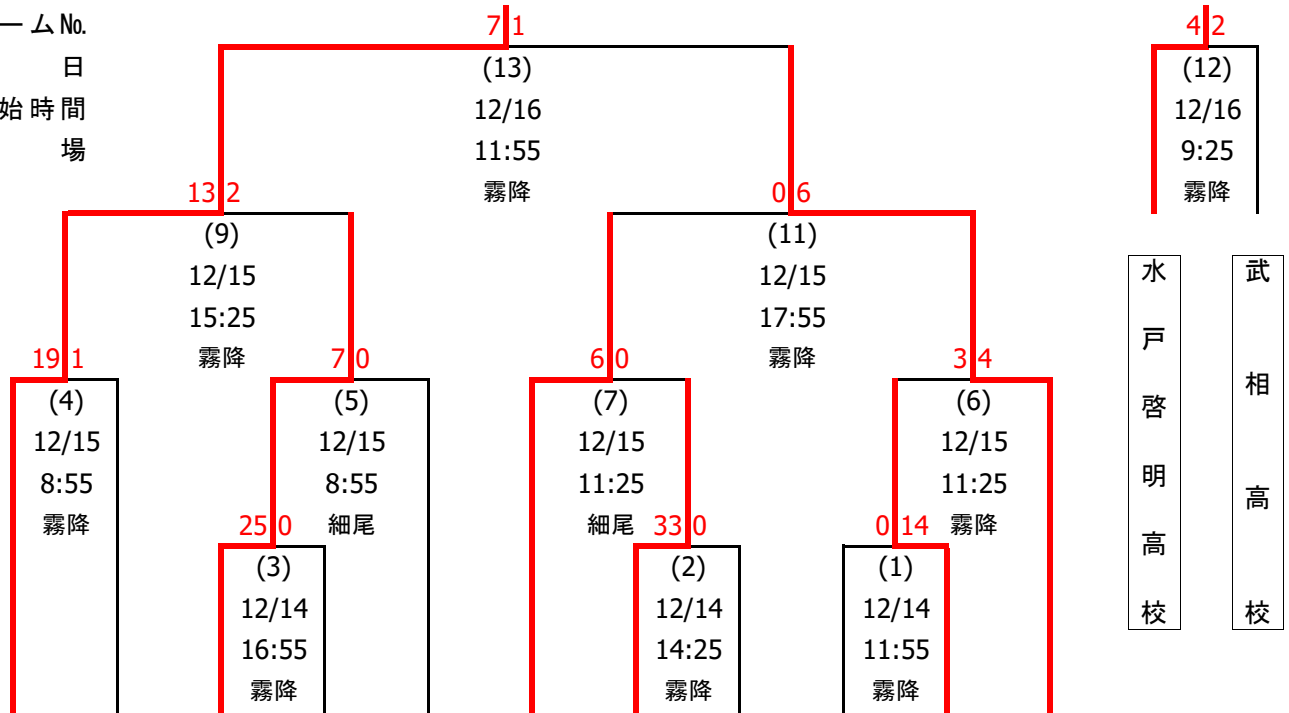 ームNo.
日
始時間
場
7 1
(13)
12/16
11:55
霧降
4 2
(12)
12/16
9:25
霧降
13 2
(9)
12/15
15:25
霧降
0 6
(11)
12/15
17:55
霧降
水戸啓明高校
武相高校
19 1
(4)
12/15
8:55
霧降
7 0
(5)
12/15
8:55
細尾
6 0
(7)
12/15
11:25
細尾
3 4
(6)
12/15
11:25
霧降
25 0
(3)
12/14
16:55
霧降
33 0
(2)
12/14
14:25
霧降
0 14
(1)
12/14
11:55
霧降